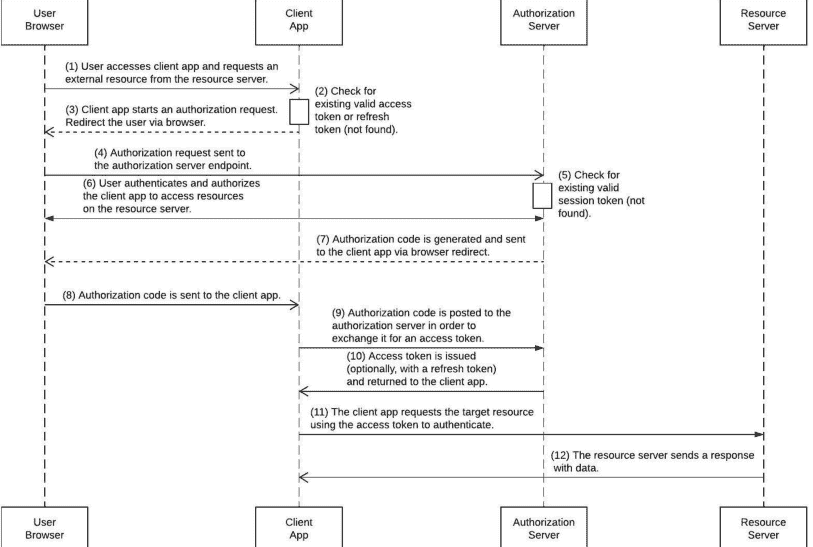 User
Browser
Client
App
Authorization
Server
Resource
Server
(1) User accesses client app and requests an
external resource from the resource server.
(2) Check for
existing valid access
token or refresh
token (not found).
(3) Client app starts an authorization request.
Redirect the user via browser.
(4) Authorization request sent to
the authorization server endpoint.
(5) Check for
existing valid
session token (not
found).
(6) User authenticates and authorizes
the client app to access resources
on the resource server.
(7) Authorization code is generated and sent
to the client app via browser redirect.
(8) Authorization code is sent to the client app.
(9) Authorization code is posted to the
authorization server in order to
exchange it for an access token.
(10) Access token is issued
(optionally, with a refresh token)
and returned to the client app.
(11) The client app requests the target resource
using the access token to authenticate.
(12) The resource server sends a response
with data.
User
Browser
Client
App
Authorization
Server
Resource
Server